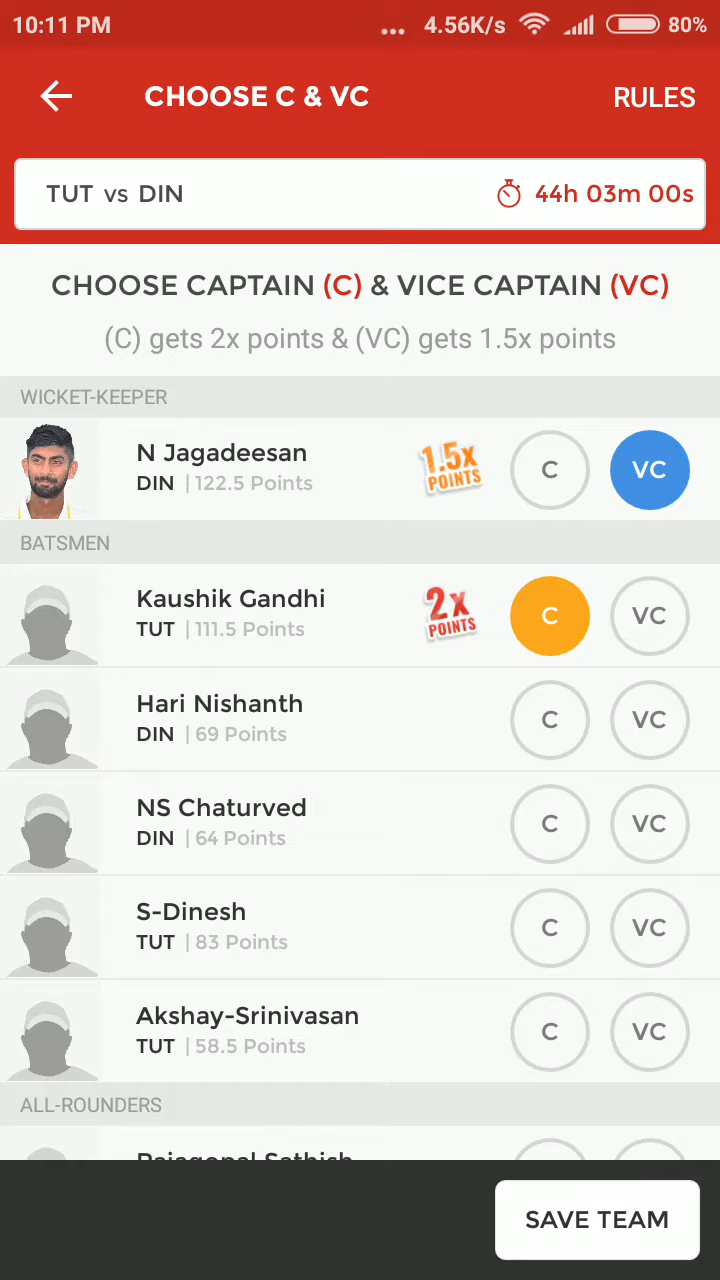 10:11 PM ... 4.56K/s 80%
CHOOSE C & VC RULES
TUT vs DIN 44h 03m 00s
CHOOSE CAPTAIN (C) & VICE CAPTAIN (VC)
(C) gets 2x points & (VC) gets 1.5x points
WICKET-KEEPER
N Jagadeesan
DIN | 122.5 Points
1.5x
POINTS
C VC
BATSMEN
Kaushik Gandhi
TUT | 111.5 Points
2x
POINTS
C VC
Hari Nishanth
DIN | 69 Points
C VC
NS Chaturved
DIN | 64 Points
C VC
S-Dinesh
TUT | 83 Points
C VC
Akshay-Srinivasan
TUT | 58.5 Points
C VC
ALL-ROUNDERS
Rajagopal Sathish
SAVE TEAM